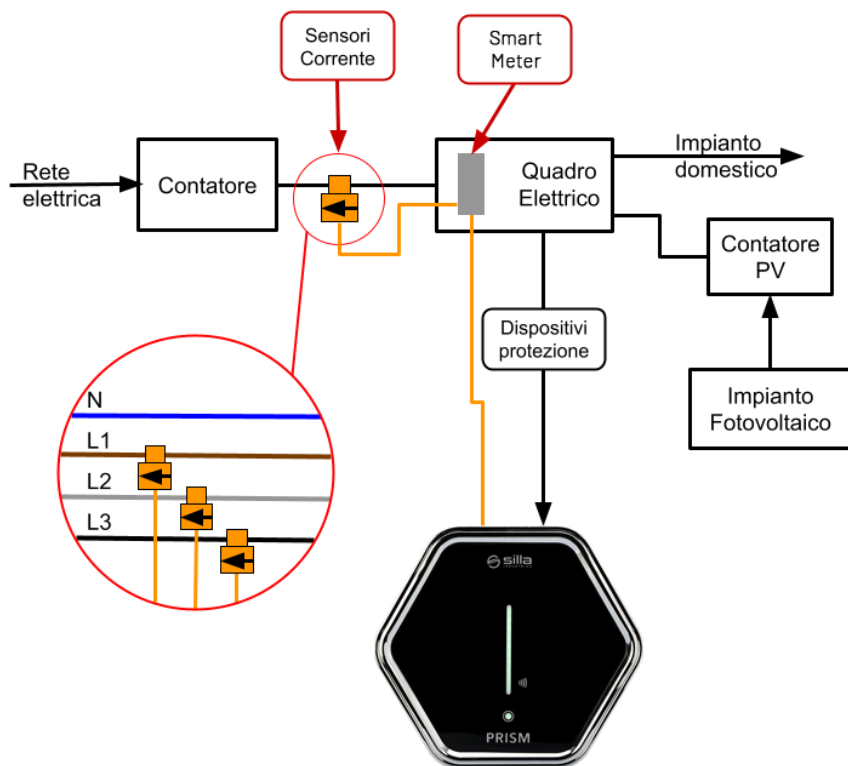 Sensori
Corrente
Smart
Meter
Rete
elettrica
Contatore
Quadro
Elettrico
Impianto
domestico
Contatore
PV
Dispositivi
protezione
Impianto
Fotovoltaico
N
L1
L2
L3
silla
INDUSTRIES
PRISM